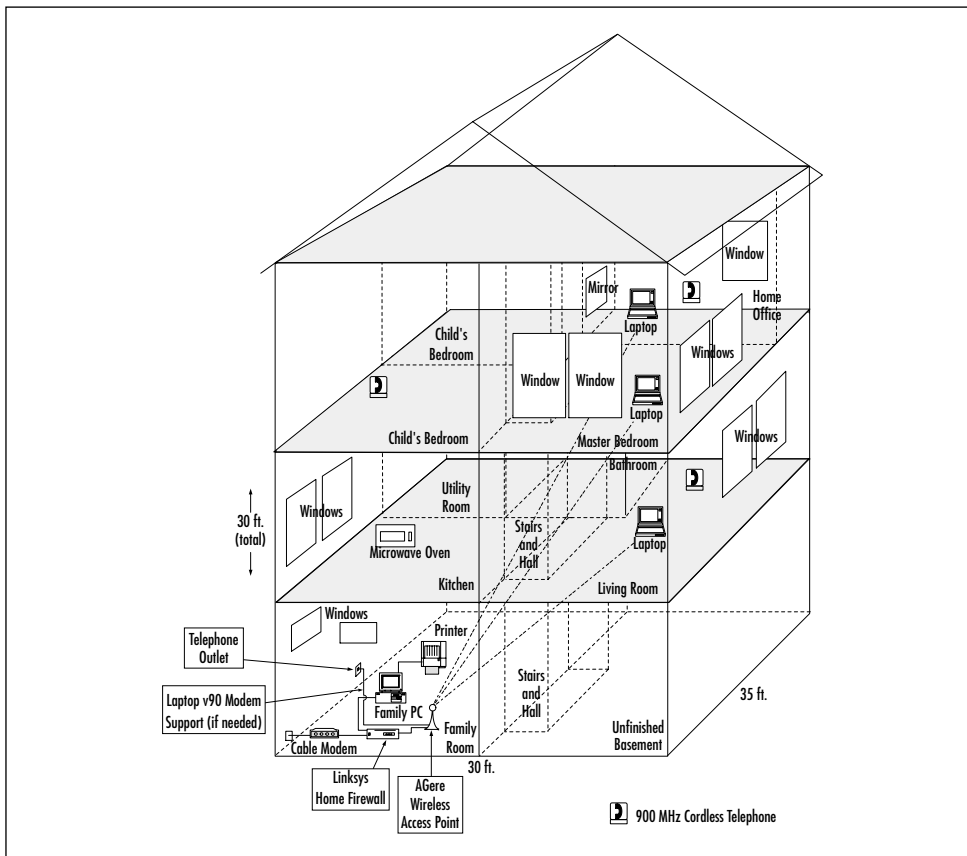 Window
Mirror
Home
Office
Laptop
Child's
Bedroom
Windows
Window
Window
Laptop
Child's Bedroom
Master Bedroom
Bathroom
Windows
Utility
Room
Windows
30 ft.
(total)
Stairs
and
Hall
Laptop
Microwave Oven
Kitchen
Living Room
Windows
Printer
Telephone
Outlet
Laptop v90 Modem
Support (if needed)
Family PC
Stairs
and
Hall
35 ft.
Cable Modem
Family
Room
Unfinished
Basement
30 ft.
Linksys
Home Firewall
AGere
Wireless
Access Point
900 MHz Cordless Telephone